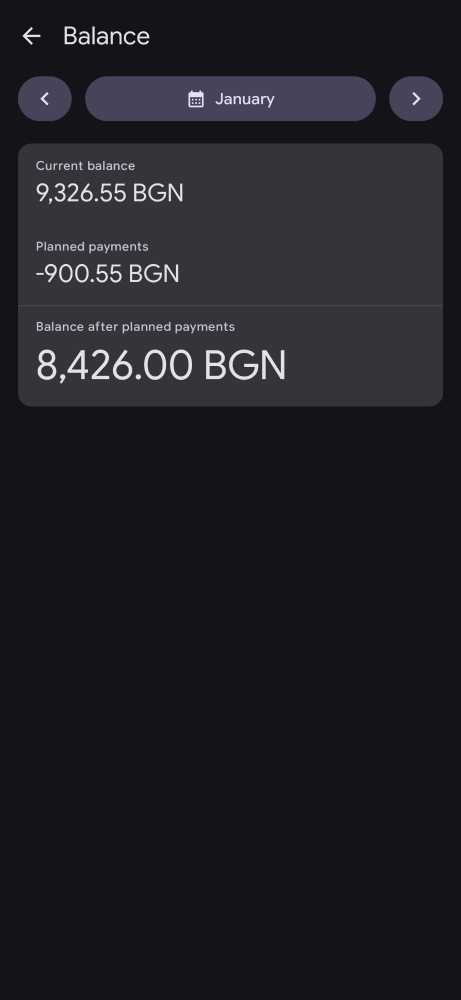 Balance
January
Current balance
9,326.55 BGN
Planned payments
-900.55 BGN
Balance after planned payments
8,426.00 BGN